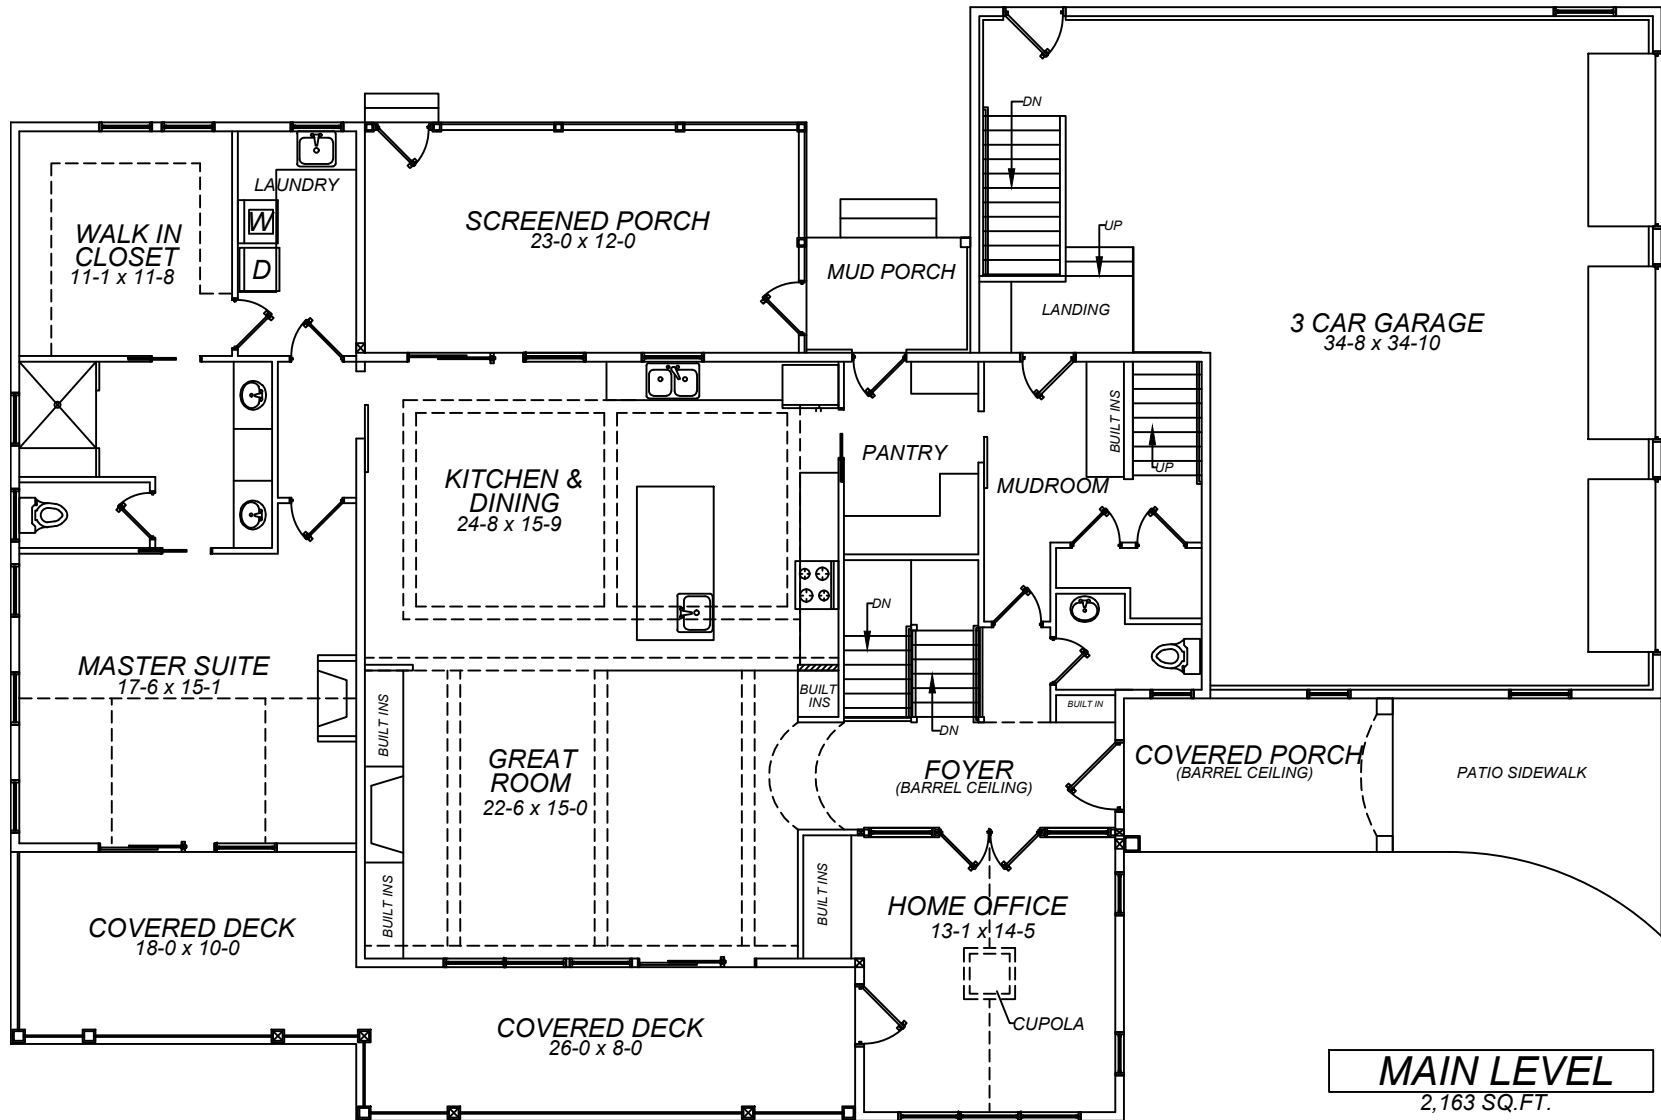 DN
LAUNDRY
SCREENED PORCH
23-0 x 12-0
WALK IN
CLOSET
11-1 x 11-8
W
D
UP
MUD PORCH
LANDING
3 CAR GARAGE
34-8 x 34-10
BUILT INS
PANTRY
UP
KITCHEN &
DINING
24-8 x 15-9
MUDROOM
DN
MASTER SUITE
17-6 x 15-1
BUILT
INS
BUILT INS
BUILT IN
DN
GREAT
ROOM
22-6 x 15-0
FOYER
(BARREL CEILING)
COVERED PORCH
(BARREL CEILING)
PATIO SIDEWALK
BUILT INS
BUILT INS
HOME OFFICE
13-1 x 14-5
COVERED DECK
18-0 x 10-0
CUPOLA
COVERED DECK
26-0 x 8-0
MAIN LEVEL
2,163 SQ.FT.